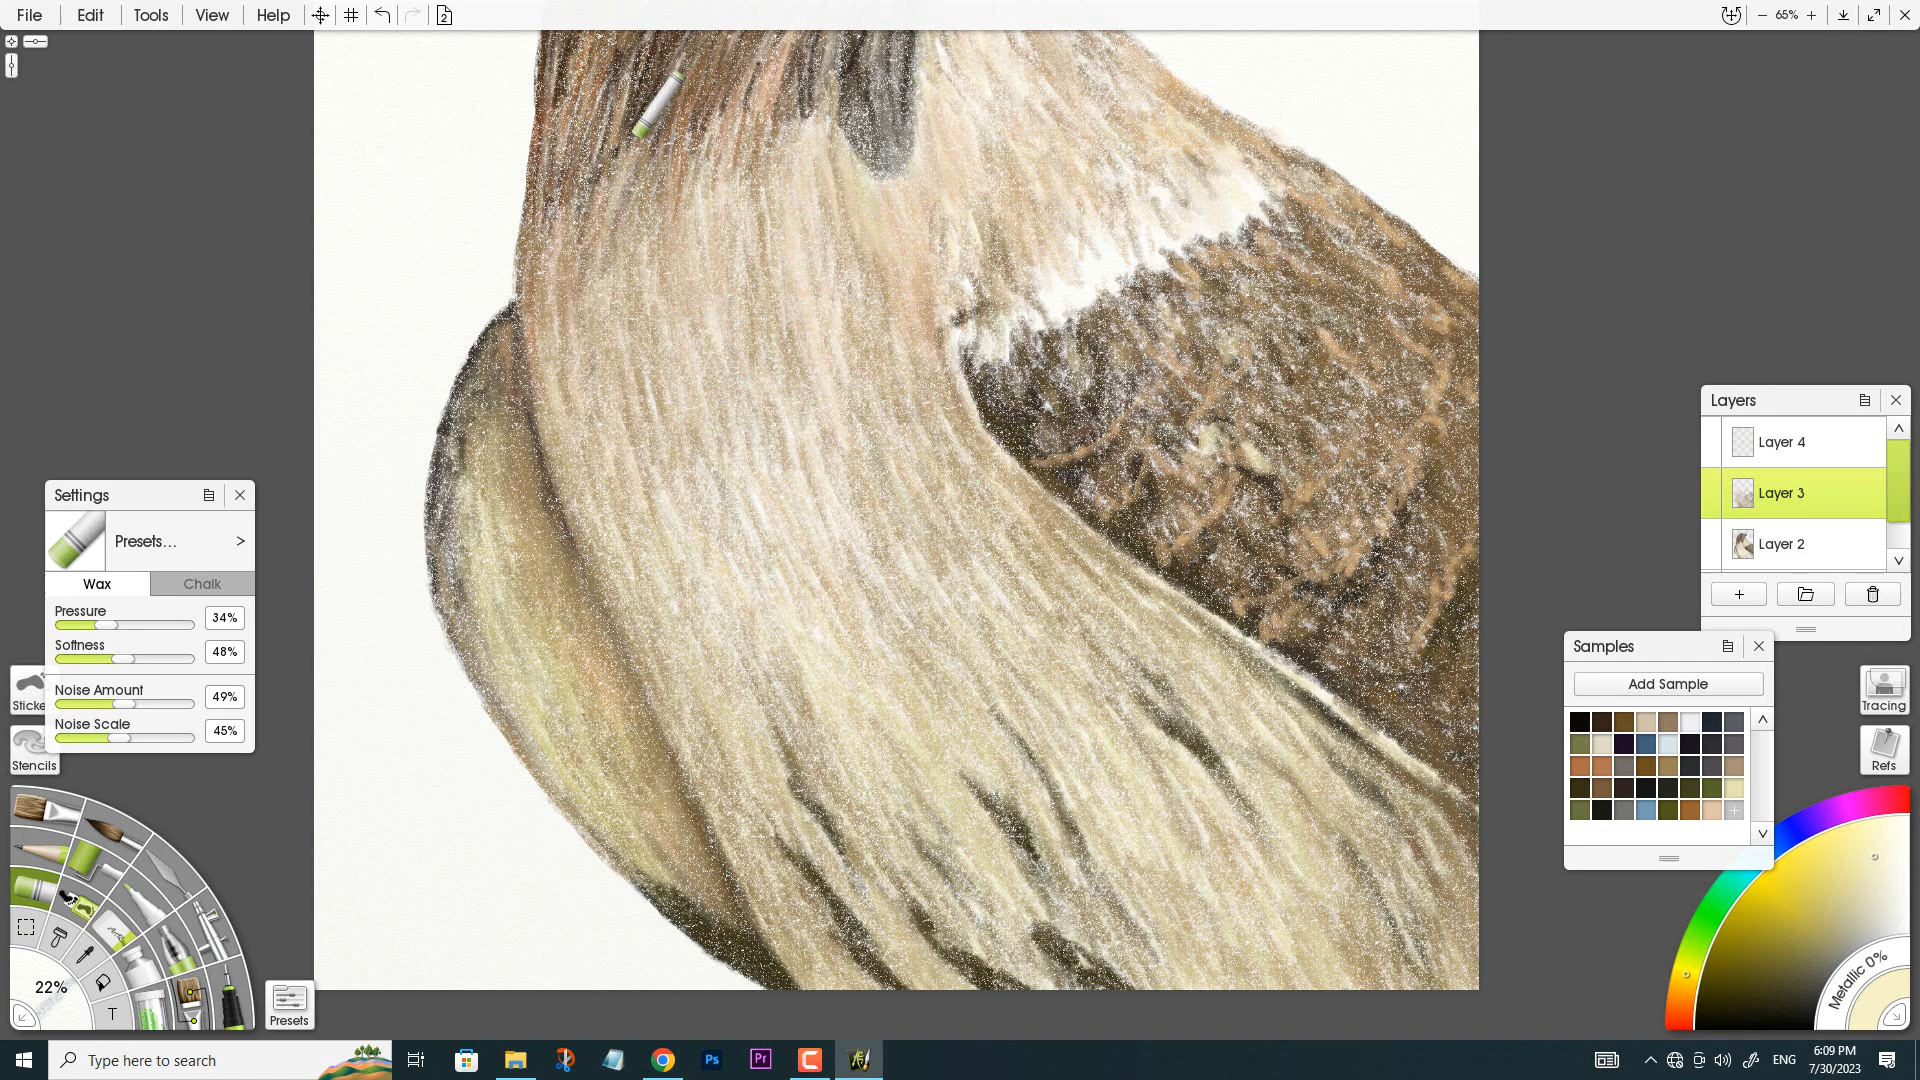 File Edit Tools View Help 2 65%
Layers
Layer 4
Layer 3
Layer 2
Settings
Presets... >
Wax Chalk
Pressure 34%
Softness 48%
Noise Amount 49%
Noise Scale 45%
Stencils
Samples
Add Sample
Tracing
Refs
22%
T
Presets
Metallic 0%
Type here to search
Ps
Pr
ENG
6:09 PM
7/30/2023